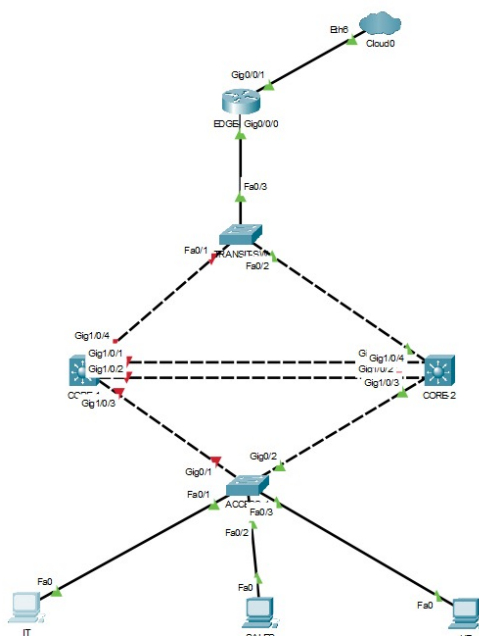 Eth6
Cloud0
Gig0/0/1
EDGE
Gig0/0/0
Fa0/3
Fa0/1
TRANSIT-SW
Fa0/2
Gig1/0/4
Gig1/0/1
Gig1/0/2
Gig1/0/3
Gig1/0/4
Gig1/0/3
CORE-2
Gig0/1
Gig0/2
Fa0/1
Fa0/3
Fa0/2
Fa0
IT
Fa0
Fa0